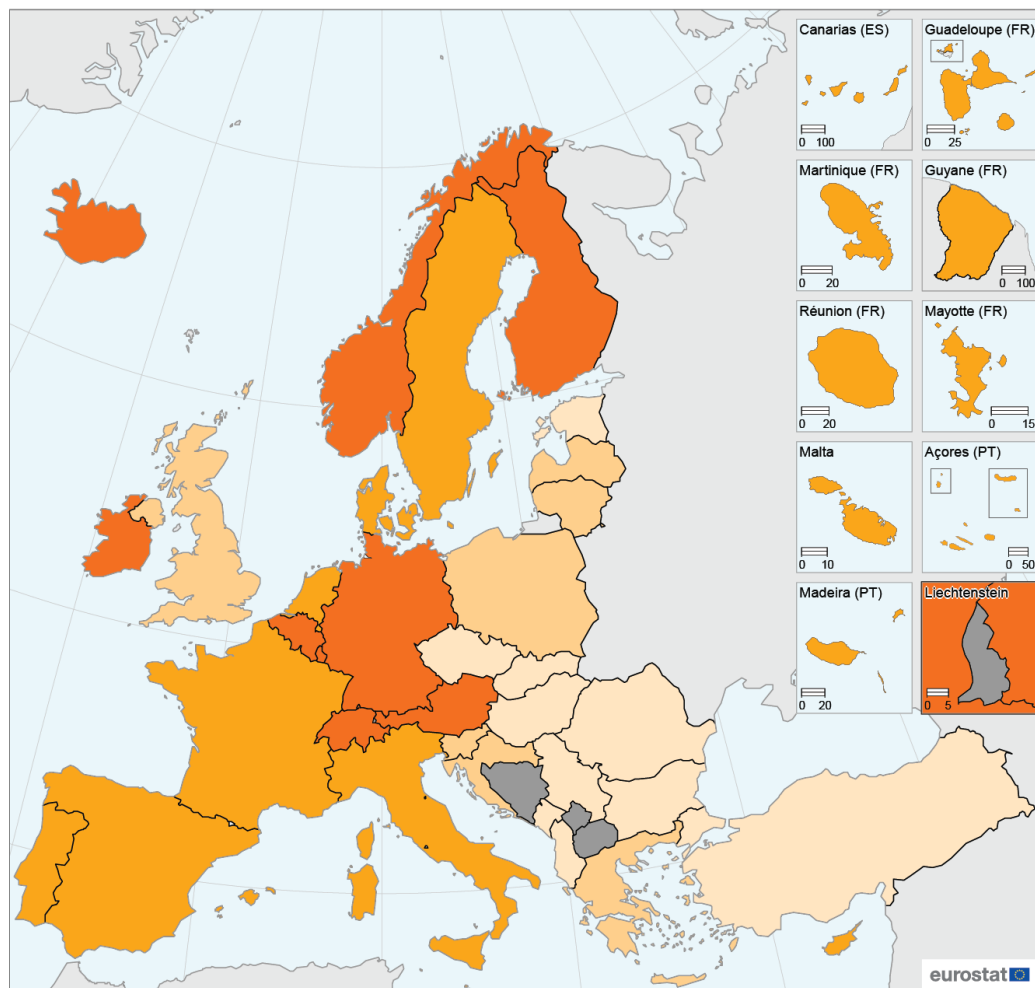 Canarias (ES)
0 100
Guadeloupe (FR)
0 25
Martinique (FR)
0 20
Guyane (FR)
0 100
Réunion (FR)
0 20
Mayotte (FR)
0 15
Malta
0 10
Açores (PT)
0 50
Madeira (PT)
0 20
Liechtenstein
0 5
eurostat